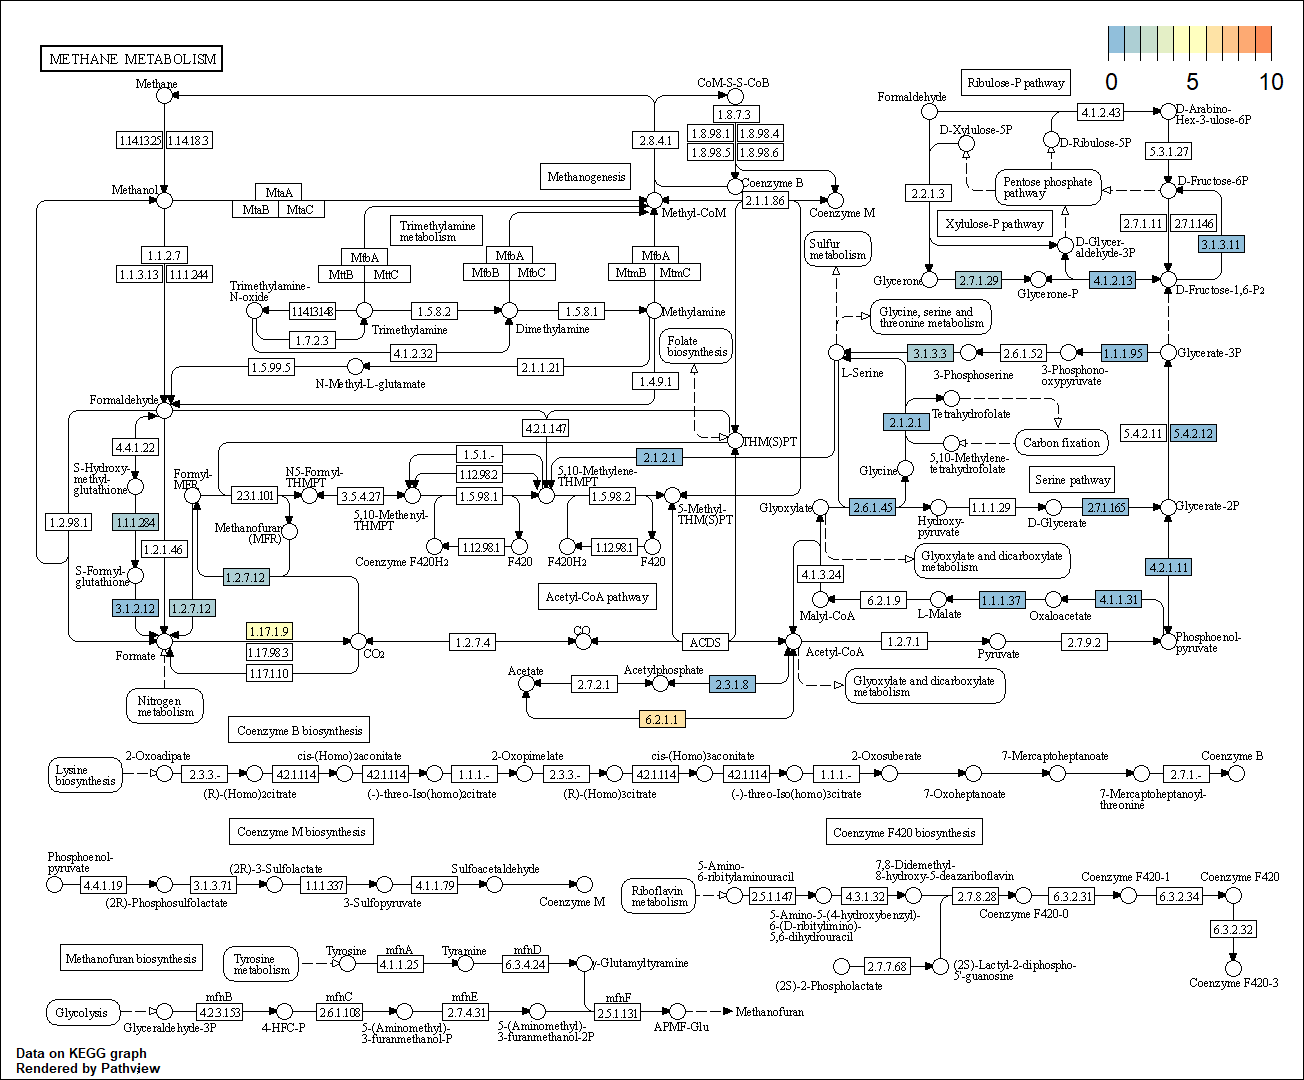 METHANE METABOLISM
0 5 10
Methane
CoM-S-S-CoB
Ribulose-P pathway
Formaldehyde
D-Arabino-
Hex-3-ulose-6P
1.8.7.3
4.1.2.43
1.14.13.25 1.14.18.3
2.8.4.1
1.8.98.1 1.8.98.4
1.8.98.5 1.8.98.6
D-Xylulose-5P
D-Ribulose-5P
5.3.1.27
Methanogenesis
Methanol
MtaA
MtaB MtaC
Coenzyme B
2.1.1.86
Methyl-CoM
Coenzyme M
2.2.1.3
Pentose phosphate
pathway
D-Fructose-6P
Xylulose-P pathway
2.7.1.11 2.7.1.146
3.1.3.11
Trimethylamine
metabolism
Sulfur
metabolism
D-Glycer-
aldehyde-3P
1.1.2.7
1.1.3.13 1.1.1.244
MtbA
MttB MttC
MtbA
MtbB MtbC
MtbA
MtmB MtmC
Glycerone
2.7.1.29
Glycerone-P
4.1.2.13
D-Fructose-1,6-P2
Trimethylamine-
N-oxide
1.14.13.148
Trimethylamine
1.5.8.2
Dimethylamine
1.5.8.1
Methylamine
Glycine, serine and
threonine metabolism
1.7.2.3
4.1.2.32
Folate
biosynthesis
1.5.99.5
N-Methyl-L-glutamate
2.1.1.21
1.4.9.1
L-Serine
3.1.3.3
3-Phosphoserine
2.6.1.52
3-Phosphono-
oxypyruvate
1.1.1.95
Glycerate-3P
Formaldehyde
4.2.1.147
THM(S)PT
2.1.2.1
Tetrahydrofolate
Carbon fixation
5,10-Methylene-
tetrahydrofolate
5.4.2.11 5.4.2.12
4.4.1.22
S-Hydroxy-
methyl-
glutathione
Formyl-
MFR
N5-Formyl-
THMPT
1.5.1.-
1.12.98.2
5,10-Methylene-
THMPT
2.1.2.1
Glycine
Serine pathway
2.3.1.101
3.5.4.27
1.5.98.1
1.5.98.2
5,10-Methenyl-
THMPT
5-Methyl-
THM(S)PT
Glyoxylate
2.6.1.45
Hydroxy-
pyruvate
1.1.1.29
D-Glycerate
2.7.1.165
Glycerate-2P
1.2.98.1
1.1.1.284
Methanofuran
(MFR)
1.2.1.46
Coenzyme F420H2
1.12.98.1
F420
F420H2
1.12.98.1
F420
Glyoxylate and dicarboxylate
metabolism
S-Formyl-
glutathione
1.2.7.12
4.1.3.24
4.2.1.11
3.1.2.12
1.2.7.12
Acetyl-CoA pathway
Malyl-CoA
6.2.1.9
L-Malate
1.1.1.37
Oxaloacetate
4.1.1.31
Formate
1.17.1.9
1.17.98.3
1.17.1.10
CO2
1.2.7.4
CO
ACDS
Acetyl-CoA
1.2.7.1
Pyruvate
2.7.9.2
Phosphoenol-
pyruvate
Nitrogen
metabolism
Acetate
2.7.2.1
Acetylphosphate
2.3.1.8
6.2.1.1
Glyoxylate and dicarboxylate
metabolism
Coenzyme B biosynthesis
Lysine
biosynthesis
2-Oxoadipate
cis-(Homo)2aconitate
2-Oxopimelate
cis-(Homo)3aconitate
2-Oxosuberate
7-Mercaptoheptanoate
Coenzyme B
2.3.3.- 4.2.1.114 4.2.1.114 1.1.1.- 2.3.3.- 4.2.1.114 4.2.1.114 1.1.1.- 2.7.1.-
(R)-(Homo)2citrate
(-)-threo-Iso(homo)2citrate
(R)-(Homo)3citrate
(-)-threo-Iso(homo)3citrate
7-Oxoheptanoate
7-Mercaptoheptanoyl-
threonine
Coenzyme M biosynthesis
Coenzyme F420 biosynthesis
Phosphoenol-
pyruvate
(2R)-3-Sulfolactate
Sulfoacetaldehyde
4.4.1.19 3.1.3.71 1.1.1.337 4.1.1.79
(2R)-Phosphosulfolactate
3-Sulfopyruvate
Coenzyme M
Riboflavin
metabolism
5-Amino-
6-ribitylaminouracil
7,8-Didemethyl-
8-hydroxy-5-deazariboflavin
Coenzyme F420-1
Coenzyme F420
2.5.1.147 4.3.1.32 2.7.8.28 6.3.2.31 6.3.2.34
5-Amino-5-(4-hydroxybenzyl)-
6-(D-ribitylimino)-
5,6-dihydrouracil
Coenzyme F420-0
6.3.2.32
2.7.7.68
(2S)-2-Phospholactate
(2S)-Lactyl-2-diphospho-
5'-guanosine
Coenzyme F420-3
Methanofuran biosynthesis
Tyrosine
metabolism
Tyrosine
mfnA
4.1.1.25
Tyramine
mfnD
6.3.4.24
γ-Glutamyltyramine
Glycolysis
Glyceraldehyde-3P
mfnB
4.2.3.153
4-HFC-P
mfnC
2.6.1.108
5-(Aminomethyl)-
3-furanmethanol-P
mfnE
2.7.4.31
5-(Aminomethyl)-
3-furanmethanol-2P
mfnF
2.5.1.131
APMF-Glu
Methanofuran
Data on KEGG graph
Rendered by Pathview